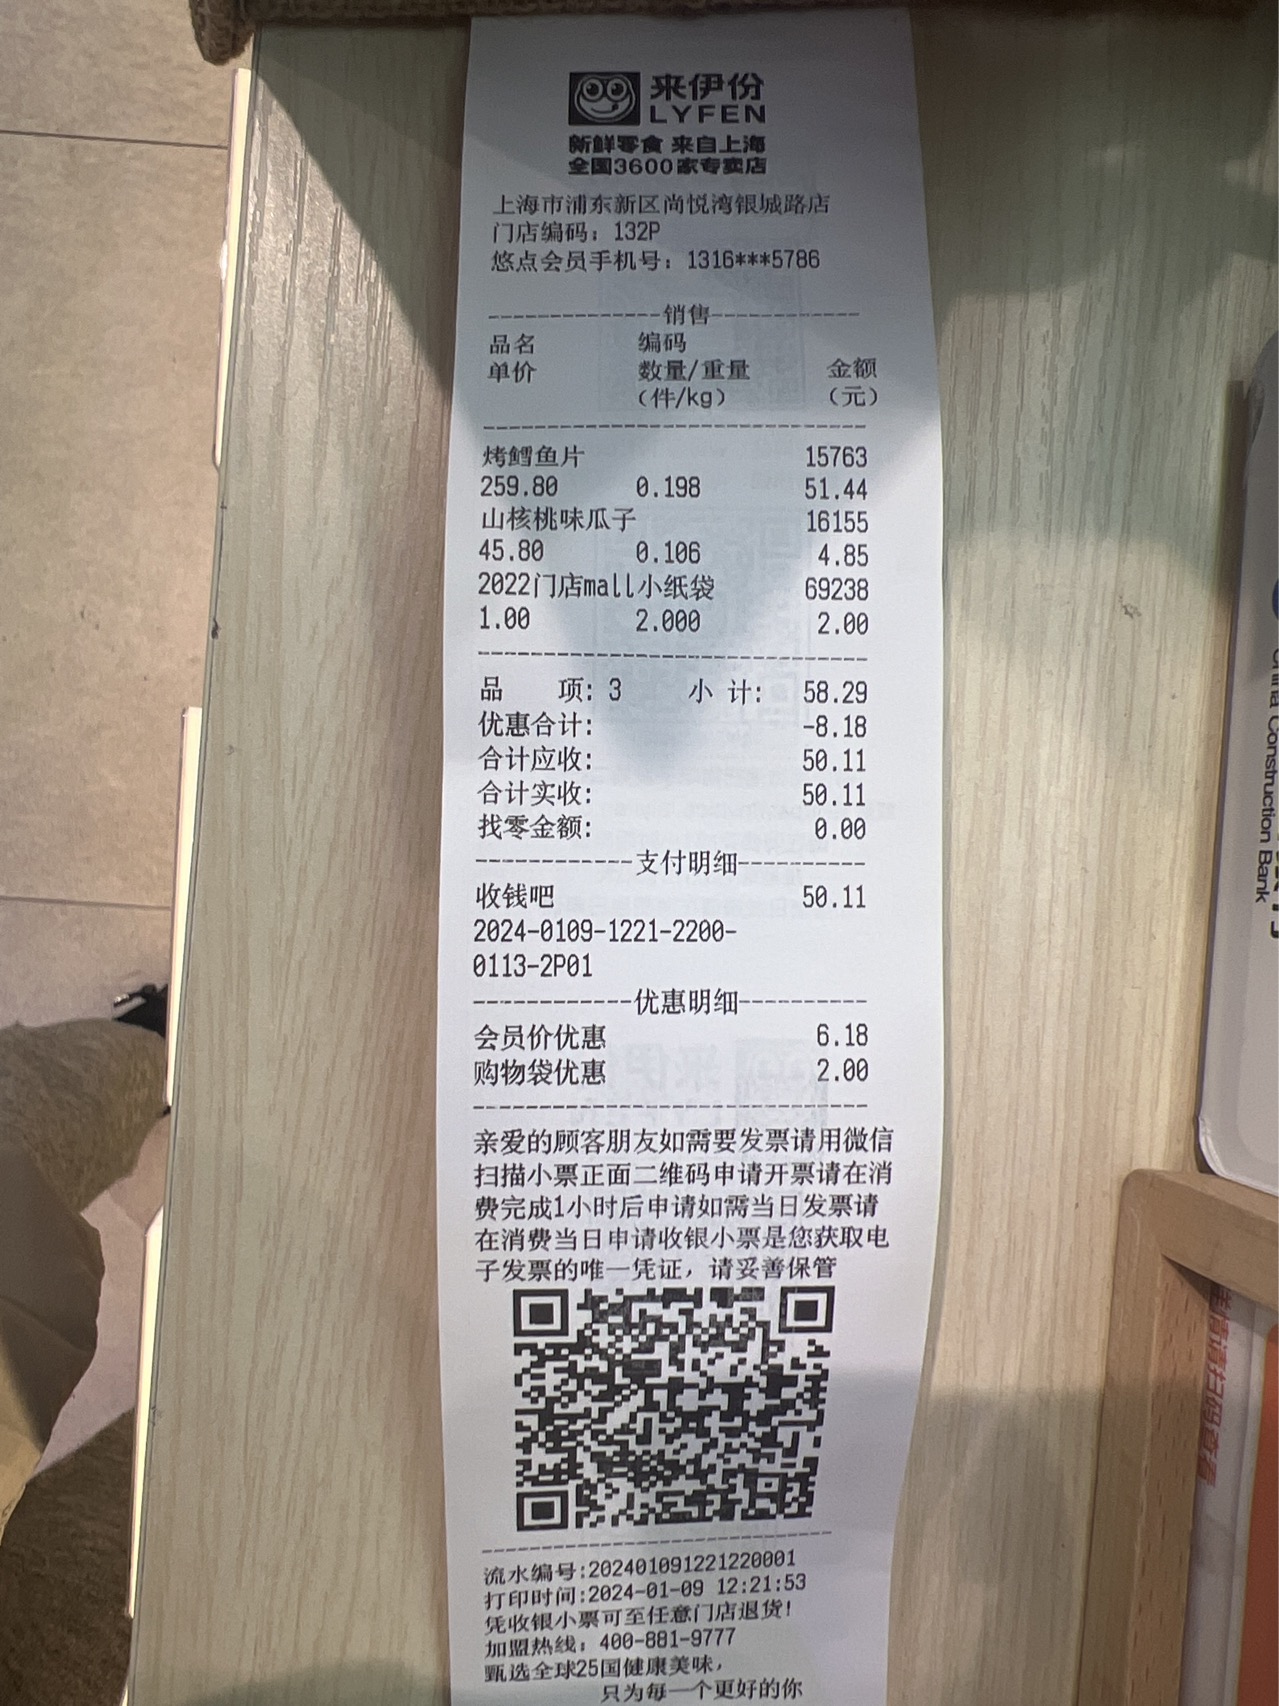 来伊份
LYFEN
新鲜零食 来自上海
全国3600家专卖店
上海市浦东新区尚悦湾银城路店
门店编码：132P
悠点会员手机号：1316***5786
--------------销售------------
品名 编码
单价 数量/重量 金额
（件/kg） （元）
烤鳕鱼片 15763
259.80 0.198 51.44
山核桃味瓜子 16155
45.80 0.106 4.85
2022门店mall小纸袋 69238
1.00 2.000 2.00
品 项: 3 小 计: 58.29
优惠合计: -8.18
合计应收: 50.11
合计实收: 50.11
找零金额: 0.00
------------支付明细----------
收钱吧 50.11
2024-0109-1221-2200-
0113-2P01
------------优惠明细----------
会员价优惠 6.18
购物袋优惠 2.00
亲爱的顾客朋友如需要发票请用微信
扫描小票正面二维码申请开票请在消
费完成1小时后申请如需当日发票请
在消费当日申请收银小票是您获取电
子发票的唯一凭证，请妥善保管
流水编号:202401091221220001
打印时间:2024-01-09 12:21:53
凭收银小票可至任意门店退货!
加盟热线：400-881-9777
甄选全球25国健康美味，
只为每一个更好的你
China Construction Bank
请扫码查看